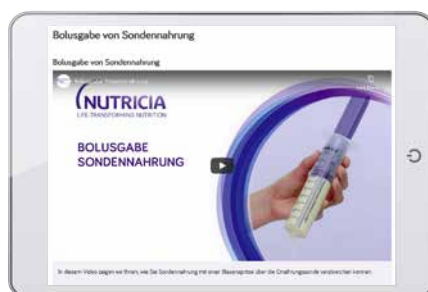 Bolusgabe von Sondennahrung
Bolusgabe von Sondennahrung
NUTRICIA
LIFE-TRANSFORMING NUTRITION
BOLUSGABE
SONDENNAHRUNG
In diesem Video zeigen wir Ihnen, wie Sie Sondennahrung mit einer Blasenspritze über die Ernährungssonde verabreichen können.